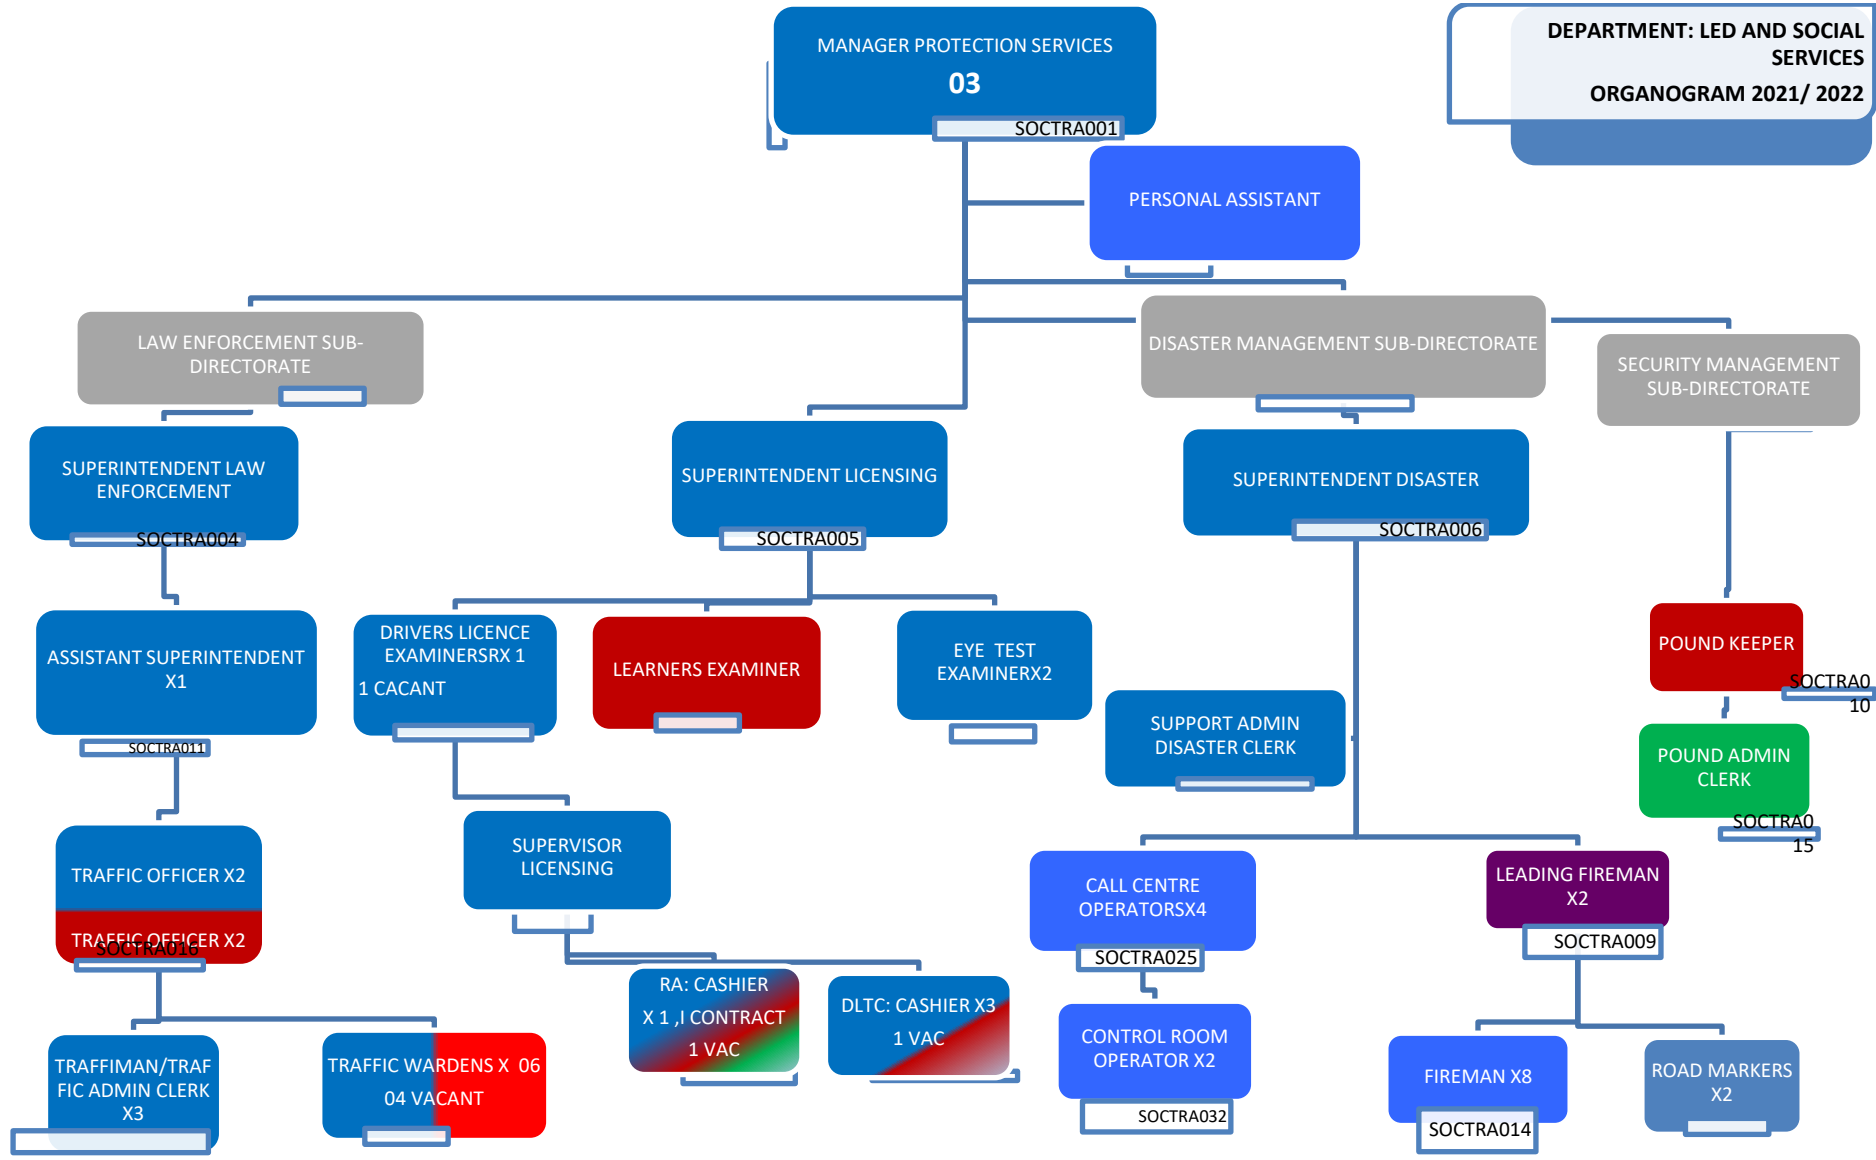 MANAGER PROTECTION SERVICES
03
SOCTRA001
DEPARTMENT: LED AND SOCIAL
SERVICES
ORGANOGRAM 2021/ 2022
PERSONAL ASSISTANT
LAW ENFORCEMENT SUB-
DIRECTORATE
DISASTER MANAGEMENT SUB-DIRECTORATE
SECURITY MANAGEMENT
SUB-DIRECTORATE
SUPERINTENDENT LAW
ENFORCEMENT
SOCTRA004
SUPERINTENDENT LICENSING
SOCTRA005
SUPERINTENDENT DISASTER
SOCTRA006
ASSISTANT SUPERINTENDENT
X1
SOCTRA011
DRIVERS LICENCE
EXAMINERSRX 1
1 CACANT
LEARNERS EXAMINER
EYE  TEST
EXAMINERX2
SUPPORT ADMIN
DISASTER CLERK
POUND KEEPER
SOCTRA0
10
POUND ADMIN
CLERK
SOCTRA0
15
TRAFFIC OFFICER X2
TRAFFIC OFFICER X2
SOCTRA016
SUPERVISOR
LICENSING
CALL CENTRE
OPERATORSX4
SOCTRA025
LEADING FIREMAN
X2
SOCTRA009
TRAFFIMAN/TRAF
FIC ADMIN CLERK
X3
TRAFFIC WARDENS X  06
04 VACANT
RA: CASHIER
X 1 ,I CONTRACT
1 VAC
DLTC: CASHIER X3
1 VAC
CONTROL ROOM
OPERATOR X2
SOCTRA032
FIREMAN X8
SOCTRA014
ROAD MARKERS
X2